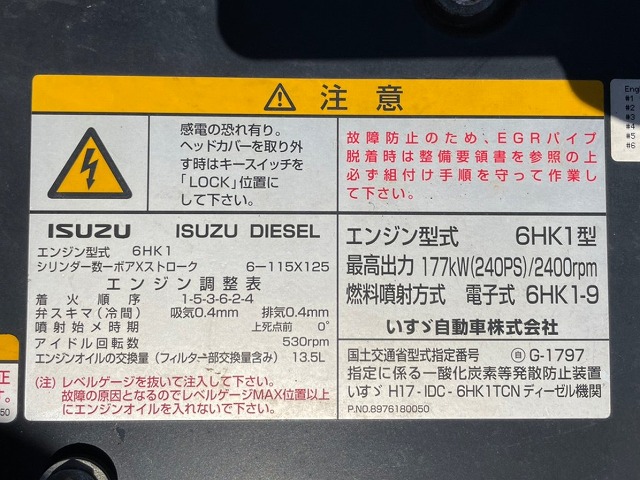 注意
感電の恐れ有り。
ヘッドカバーを取り外
す時はキースイッチを
「LOCK」位置に
して下さい。
故障防止のため、EGRパイプ
脱着時は整備要領書を参照の上
必ず組付け手順を守って作業し
て下さい。
ISUZU ISUZU DIESEL
エンジン型式 6HK1
シリンダー数ーボアXストローク 6-115X125
エンジン調整表
着火順序 1-5-3-6-2-4
弁スキマ(冷間) 吸気0.4mm 排気0.4mm
噴射始メ時期 上死点前 0°
アイドル回転数 530rpm
エンジンオイルの交換量(フィルター部交換量含み) 13.5L
(注)レベルゲージを抜いて注入して下さい。
故障の原因となるのでレベルゲージMAX位置以上
にエンジンオイルを入れないで下さい。
エンジン型式 6HK1型
最高出力 177kW(240PS)/2400rpm
燃料噴射方式 電子式 6HK1-9
いすゞ自動車株式会社
国土交通省型式指定番号 自 G-1797
指定に係る一酸化炭素等発散防止装置
いすゞ H17-IDC-6HK1TCN ディーゼル機関
P.NO.8976180050
Eng
#1
#2
#3
#4
#5
#6
正
す。
50